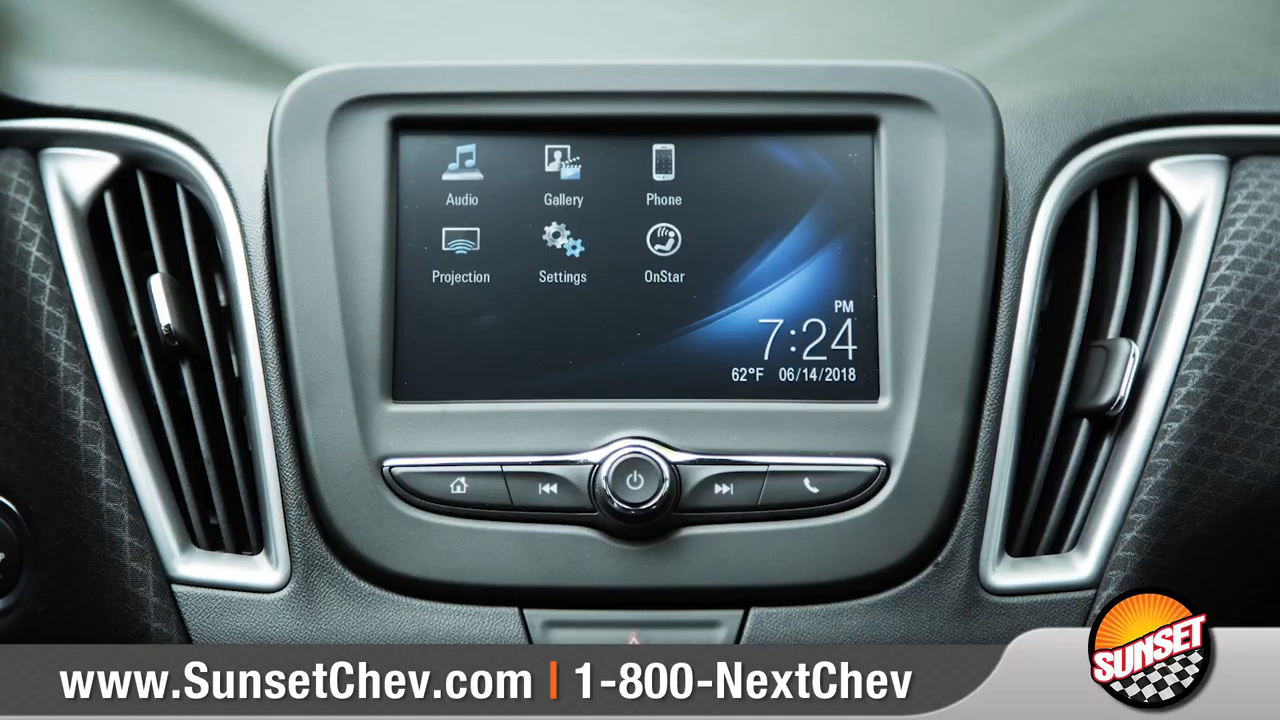 Audio Gallery Phone
Projection Settings OnStar
PM
7:24
62°F 06/14/2018
www.SunsetChev.com | 1-800-NextChev
SUNSET